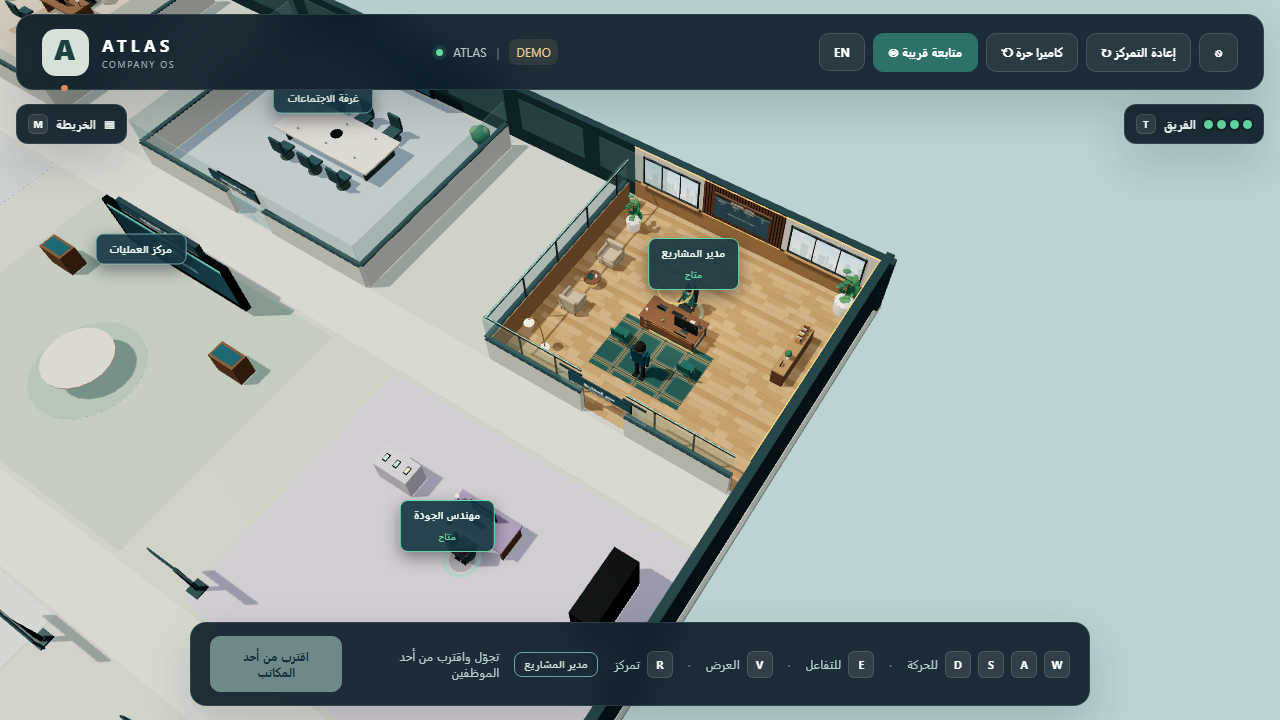 A
ATLAS
COMPANY OS
ATLAS | DEMO
EN
متابعة قريبة
كاميرا حرة
إعادة التمركز
الخريطة M
الفريق T
غرفة الاجتماعات
مركز العمليات
مدير المشاريع
متاح
مهندس الجودة
متاح
W A S D للحركة · E للتفاعل · V العرض · R تمركز
مدير المشاريع
تجوّل واقترب من أحد
الموظفين
اقترب من أحد
المكاتب